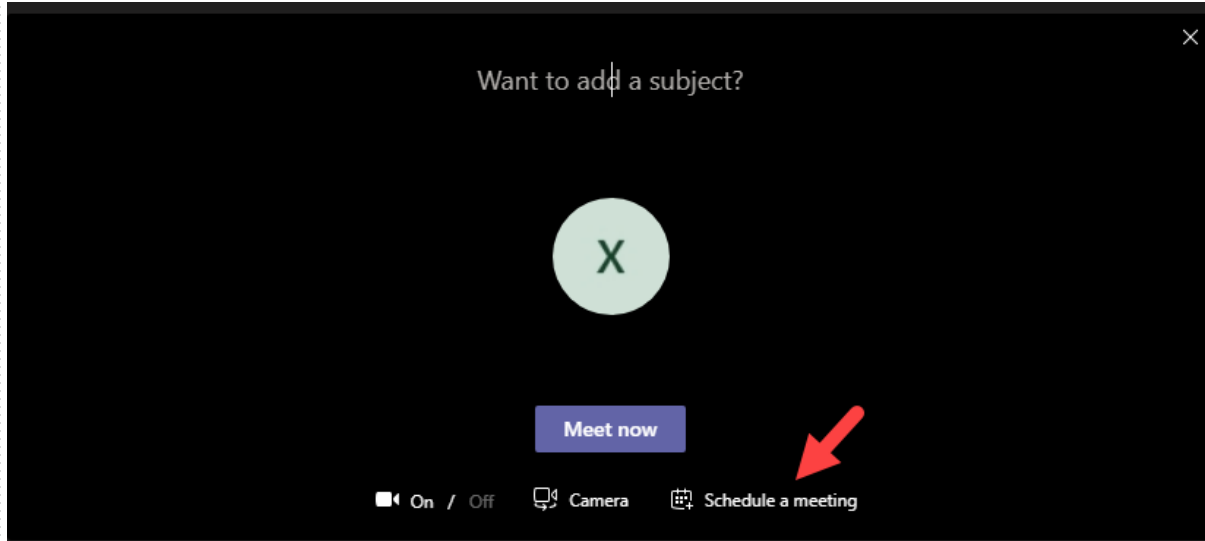 Want to add a subject?
X
Meet now
On / Off Camera Schedule a meeting